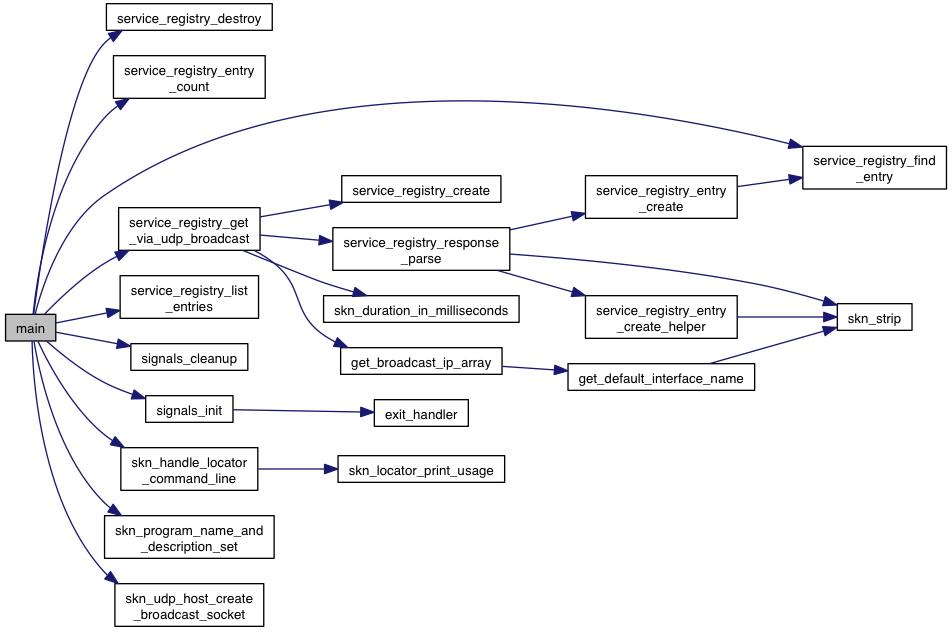 main
service_registry_destroy
service_registry_entry
_count
service_registry_get
_via_udp_broadcast
service_registry_list
_entries
signals_cleanup
signals_init
skn_handle_locator
_command_line
skn_program_name_and
_description_set
skn_udp_host_create
_broadcast_socket
service_registry_create
service_registry_response
_parse
skn_duration_in_milliseconds
get_broadcast_ip_array
exit_handler
skn_locator_print_usage
service_registry_entry
_create
service_registry_entry
_create_helper
get_default_interface_name
service_registry_find
_entry
skn_strip